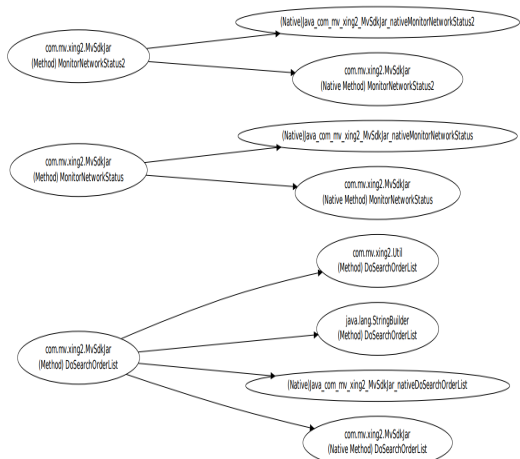 (Native)Java_com_mv_xing2_MvSdkJar_nativeMonitorNetworkStatus2
com.mv.xing2.MvSdkJar
(Method) MonitorNetworkStatus2
com.mv.xing2.MvSdkJar
(Native Method) MonitorNetworkStatus2
(Native)Java_com_mv_xing2_MvSdkJar_nativeMonitorNetworkStatus
com.mv.xing2.MvSdkJar
(Method) MonitorNetworkStatus
com.mv.xing2.MvSdkJar
(Native Method) MonitorNetworkStatus
com.mv.xing2.Util
(Method) DoSearchOrderList
java.lang.StringBuilder
(Method) DoSearchOrderList
com.mv.xing2.MvSdkJar
(Method) DoSearchOrderList
(Native)Java_com_mv_xing2_MvSdkJar_nativeDoSearchOrderList
com.mv.xing2.MvSdkJar
(Native Method) DoSearchOrderList